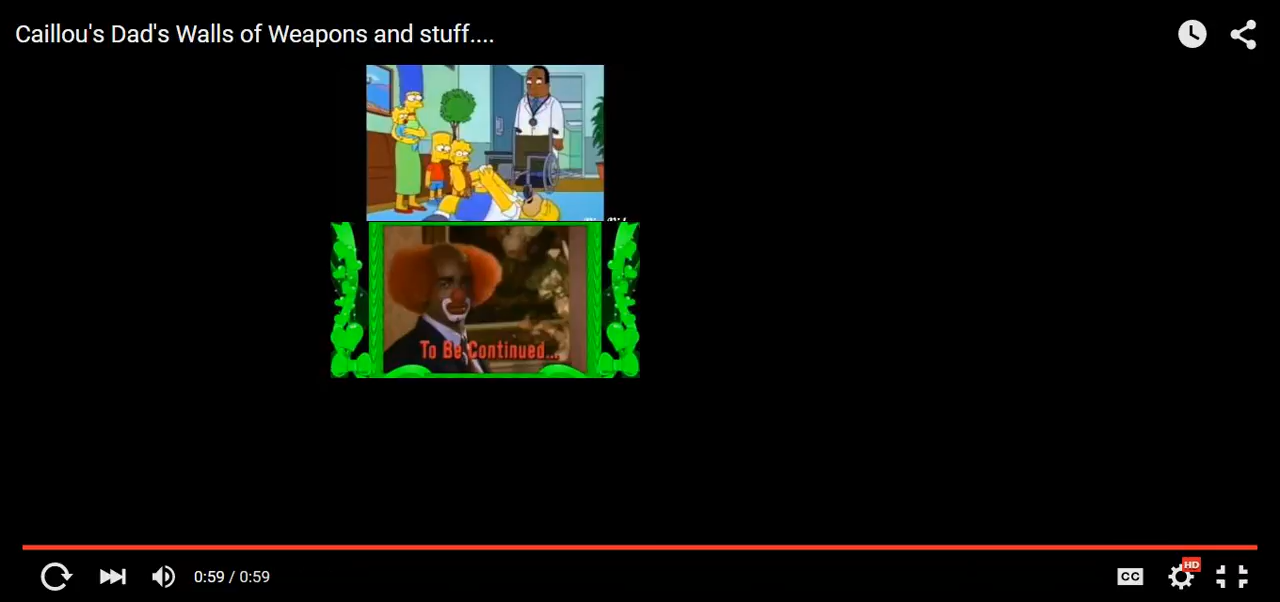 Caillou's Dad's Walls of Weapons and stuff....
To Be Continued...
0:59 / 0:59
CC
HD